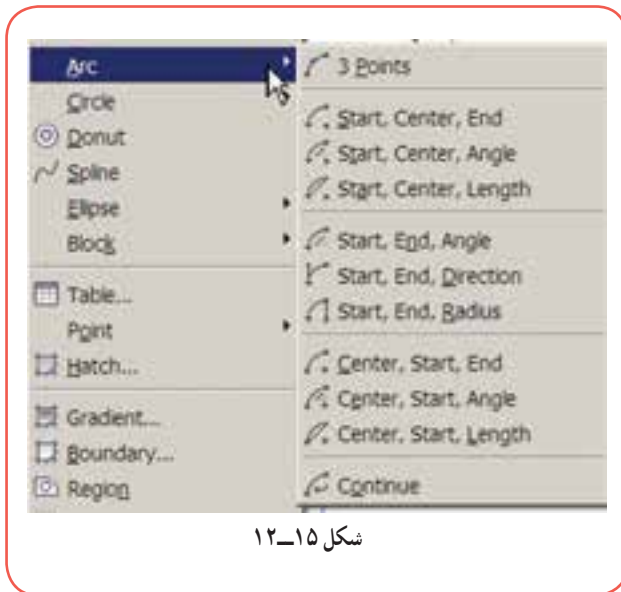 Arc
Circle
Donut
Spline
Ellipse
Block
Table...
Point
Hatch...
Gradient...
Boundary...
Region
3 Points
Start, Center, End
Start, Center, Angle
Start, Center, Length
Start, End, Angle
Start, End, Direction
Start, End, Radius
Center, Start, End
Center, Start, Angle
Center, Start, Length
Continue
شکل ۱۵ــ۱۲